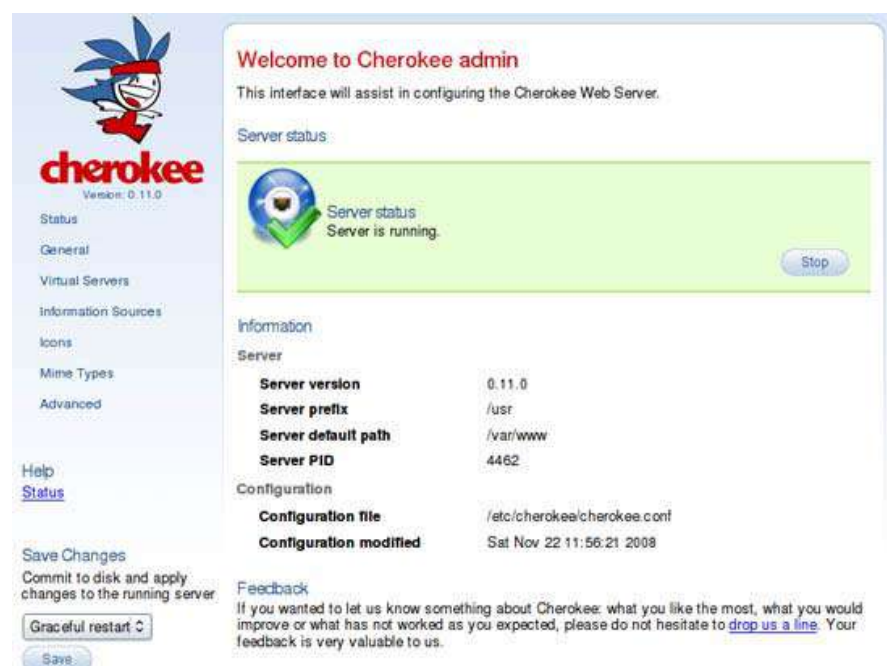 cherokee
Version: 0.11.0
Status
General
Virtual Servers
Information Sources
Icons
Mime Types
Advanced
Help
Status
Save Changes
Commit to disk and apply
changes to the running server
Graceful restart
Save
Welcome to Cherokee admin
This interface will assist in configuring the Cherokee Web Server.
Server status
Server status
Server is running.
Stop
Information
Server
Server version 0.11.0
Server prefix /usr
Server default path /var/www
Server PID 4462
Configuration
Configuration file /etc/cherokee/cherokee.conf
Configuration modified Sat Nov 22 11:56:21 2008
Feedback
If you wanted to let us know something about Cherokee: what you like the most, what you would
improve or what has not worked as you expected, please do not hesitate to drop us a line. Your
feedback is very valuable to us.